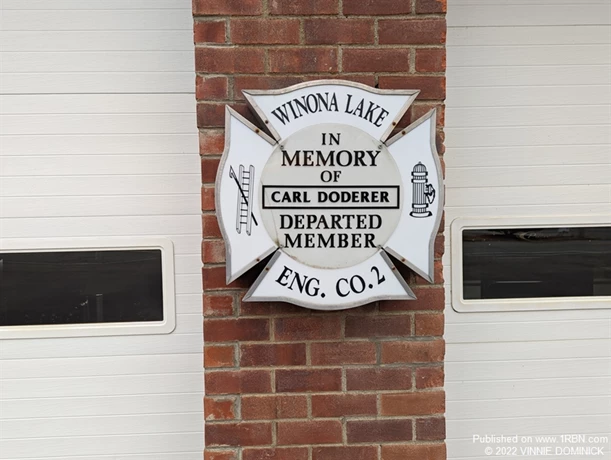 WINONA LAKE
IN
MEMORY
OF
CARL DODERER
DEPARTED
MEMBER
ENG. CO. 2
Published on www.1RBN.com
© 2022 VINNIE DOMINICK